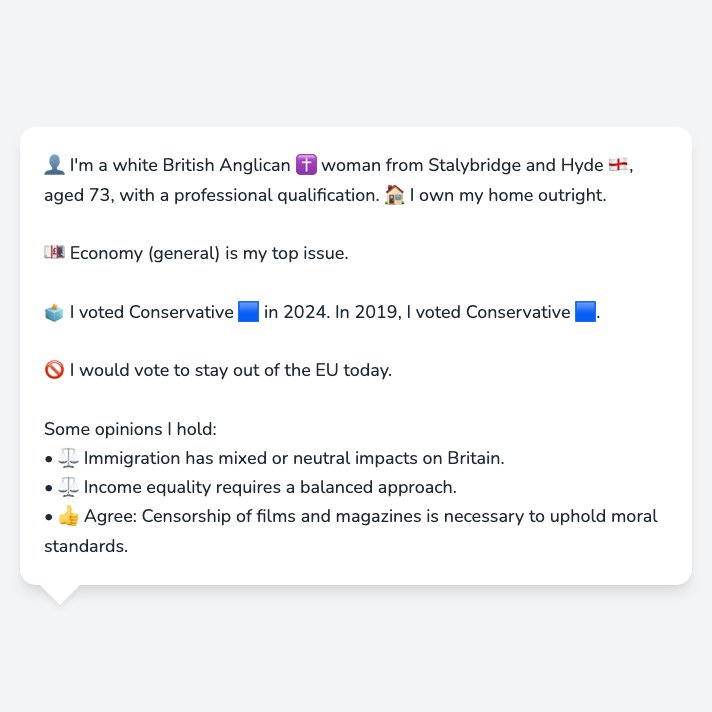 👤 I'm a white British Anglican ✝️ woman from Stalybridge and Hyde 🏴󠁧󠁢󠁥󠁮󠁧󠁿,
aged 73, with a professional qualification. 🏠 I own my home outright.
💷 Economy (general) is my top issue.
🗳️ I voted Conservative 🟦 in 2024. In 2019, I voted Conservative 🟦.
🚫 I would vote to stay out of the EU today.
Some opinions I hold:
• ⚖️ Immigration has mixed or neutral impacts on Britain.
• ⚖️ Income equality requires a balanced approach.
• 👍 Agree: Censorship of films and magazines is necessary to uphold moral
standards.